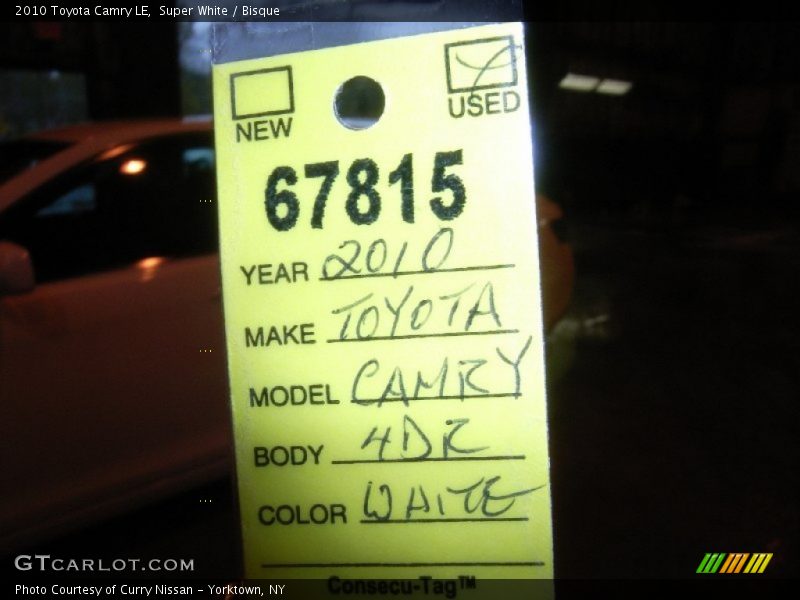 2010 Toyota Camry LE, Super White / Bisque
NEW USED
67815
YEAR 2010
MAKE TOYOTA
MODEL CAMRY
BODY 4DR
COLOR WHITE
Consecu-Tag™
GTCARLOT.COM
Photo Courtesy of Curry Nissan - Yorktown, NY